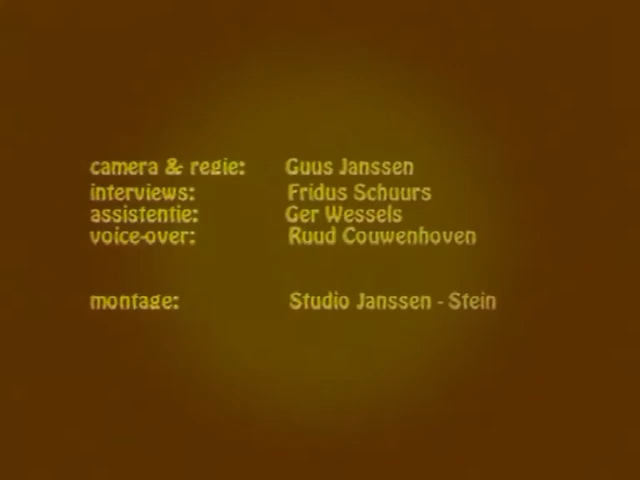 camera & regie: Guus Janssen
interviews: Fridus Schuurs
assistentie: Ger Wessels
voice-over: Ruud Couwenhoven
montage: Studio Janssen - Stein